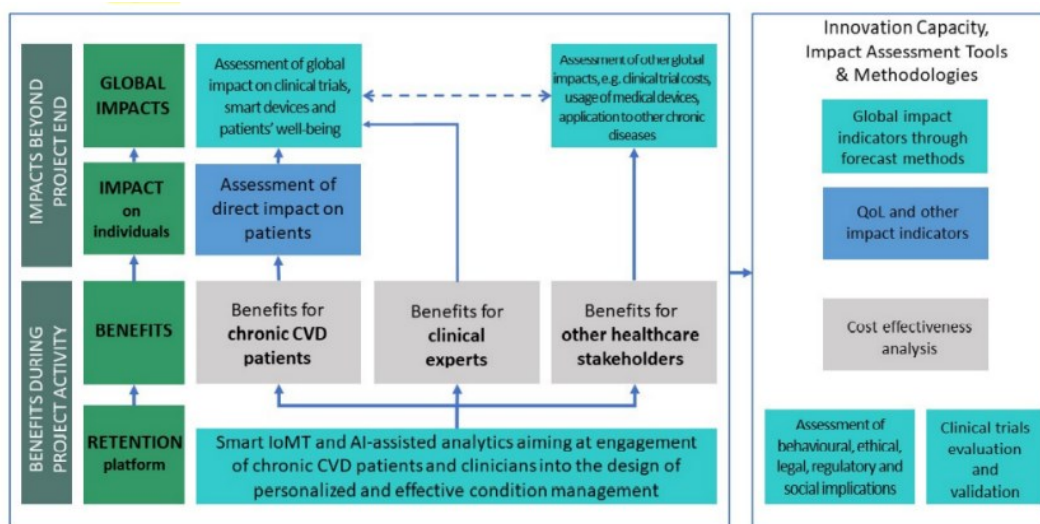 IMPACTS BEYOND
PROJECT END
GLOBAL
IMPACTS
Assessment of global
impact on clinical trials,
smart devices and
patients' well-being
Assessment of other global
impacts, e.g. clinical trial costs,
usage of medical devices,
application to other chronic
diseases
IMPACT
on
individuals
Assessment of
direct impact on
patients
BENEFITS DURING
PROJECT ACTIVITY
BENEFITS
Benefits for
chronic CVD
patients
Benefits for
clinical
experts
Benefits for
other healthcare
stakeholders
RETENTION
platform
Smart IoMT and AI-assisted analytics aiming at engagement
of chronic CVD patients and clinicians into the design of
personalized and effective condition management
Innovation Capacity,
Impact Assessment Tools
& Methodologies
Global impact
indicators through
forecast methods
QoL and other
impact indicators
Cost effectiveness
analysis
Assessment of
behavioural, ethical,
legal, regulatory and
social implications
Clinical trials
evaluation
and
validation